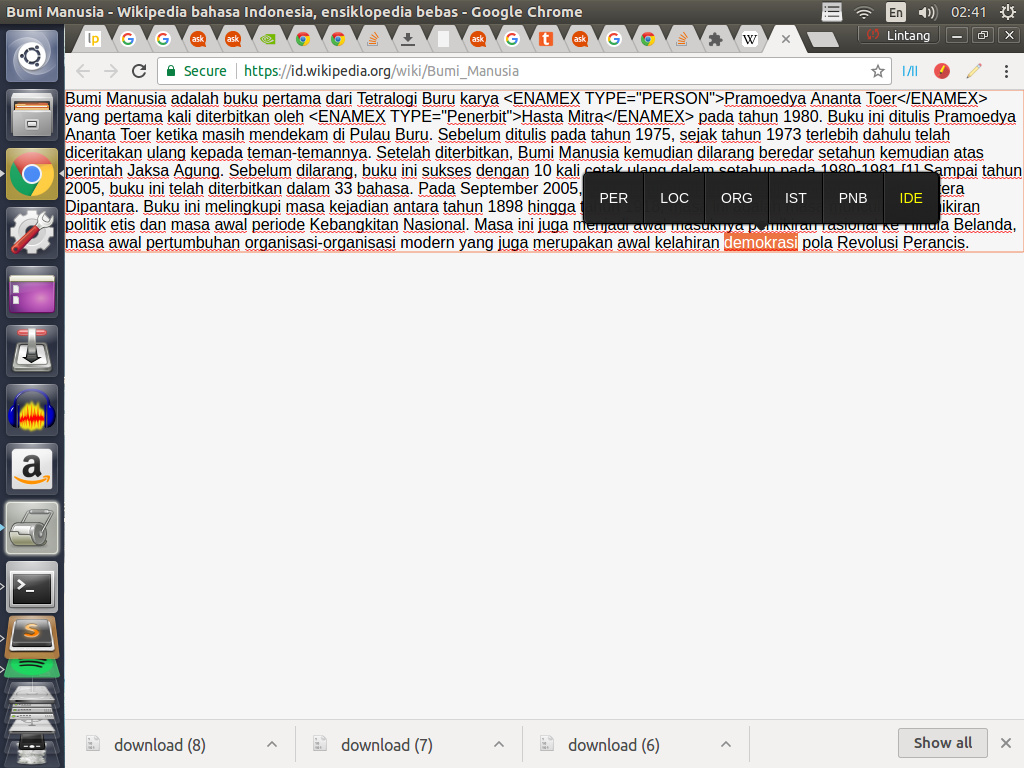 Bumi Manusia - Wikipedia bahasa Indonesia, ensiklopedia bebas - Google Chrome
En
02:41
lp
ask
ask
ask
t
ask
W
Lintang
Secure
https://id.wikipedia.org/wiki/Bumi_Manusia
I/II
Bumi Manusia adalah buku pertama dari Tetralogi Buru karya <ENAMEX TYPE="PERSON">Pramoedya Ananta Toer</ENAMEX>
yang pertama kali diterbitkan oleh <ENAMEX TYPE="Penerbit">Hasta Mitra</ENAMEX> pada tahun 1980. Buku ini ditulis Pramoedya
Ananta Toer ketika masih mendekam di Pulau Buru. Sebelum ditulis pada tahun 1975, sejak tahun 1973 terlebih dahulu telah
diceritakan ulang kepada teman-temannya. Setelah diterbitkan, Bumi Manusia kemudian dilarang beredar setahun kemudian atas
perintah Jaksa Agung. Sebelum dilarang, buku ini sukses dengan 10 kali cetak ulang dalam setahun pada 1980-1981.[1] Sampai tahun
2005, buku ini telah diterbitkan dalam 33 bahasa. Pada September 2005,
Dipantara. Buku ini melingkupi masa kejadian antara tahun 1898 hingga
politik etis dan masa awal periode Kebangkitan Nasional. Masa ini juga menjadi awal masuknya pemikiran rasional ke Hindia Belanda,
masa awal pertumbuhan organisasi-organisasi modern yang juga merupakan awal kelahiran demokrasi pola Revolusi Perancis.
PER
LOC
ORG
IST
PNB
IDE
a
>_
S
download (8)
download (7)
download (6)
Show all